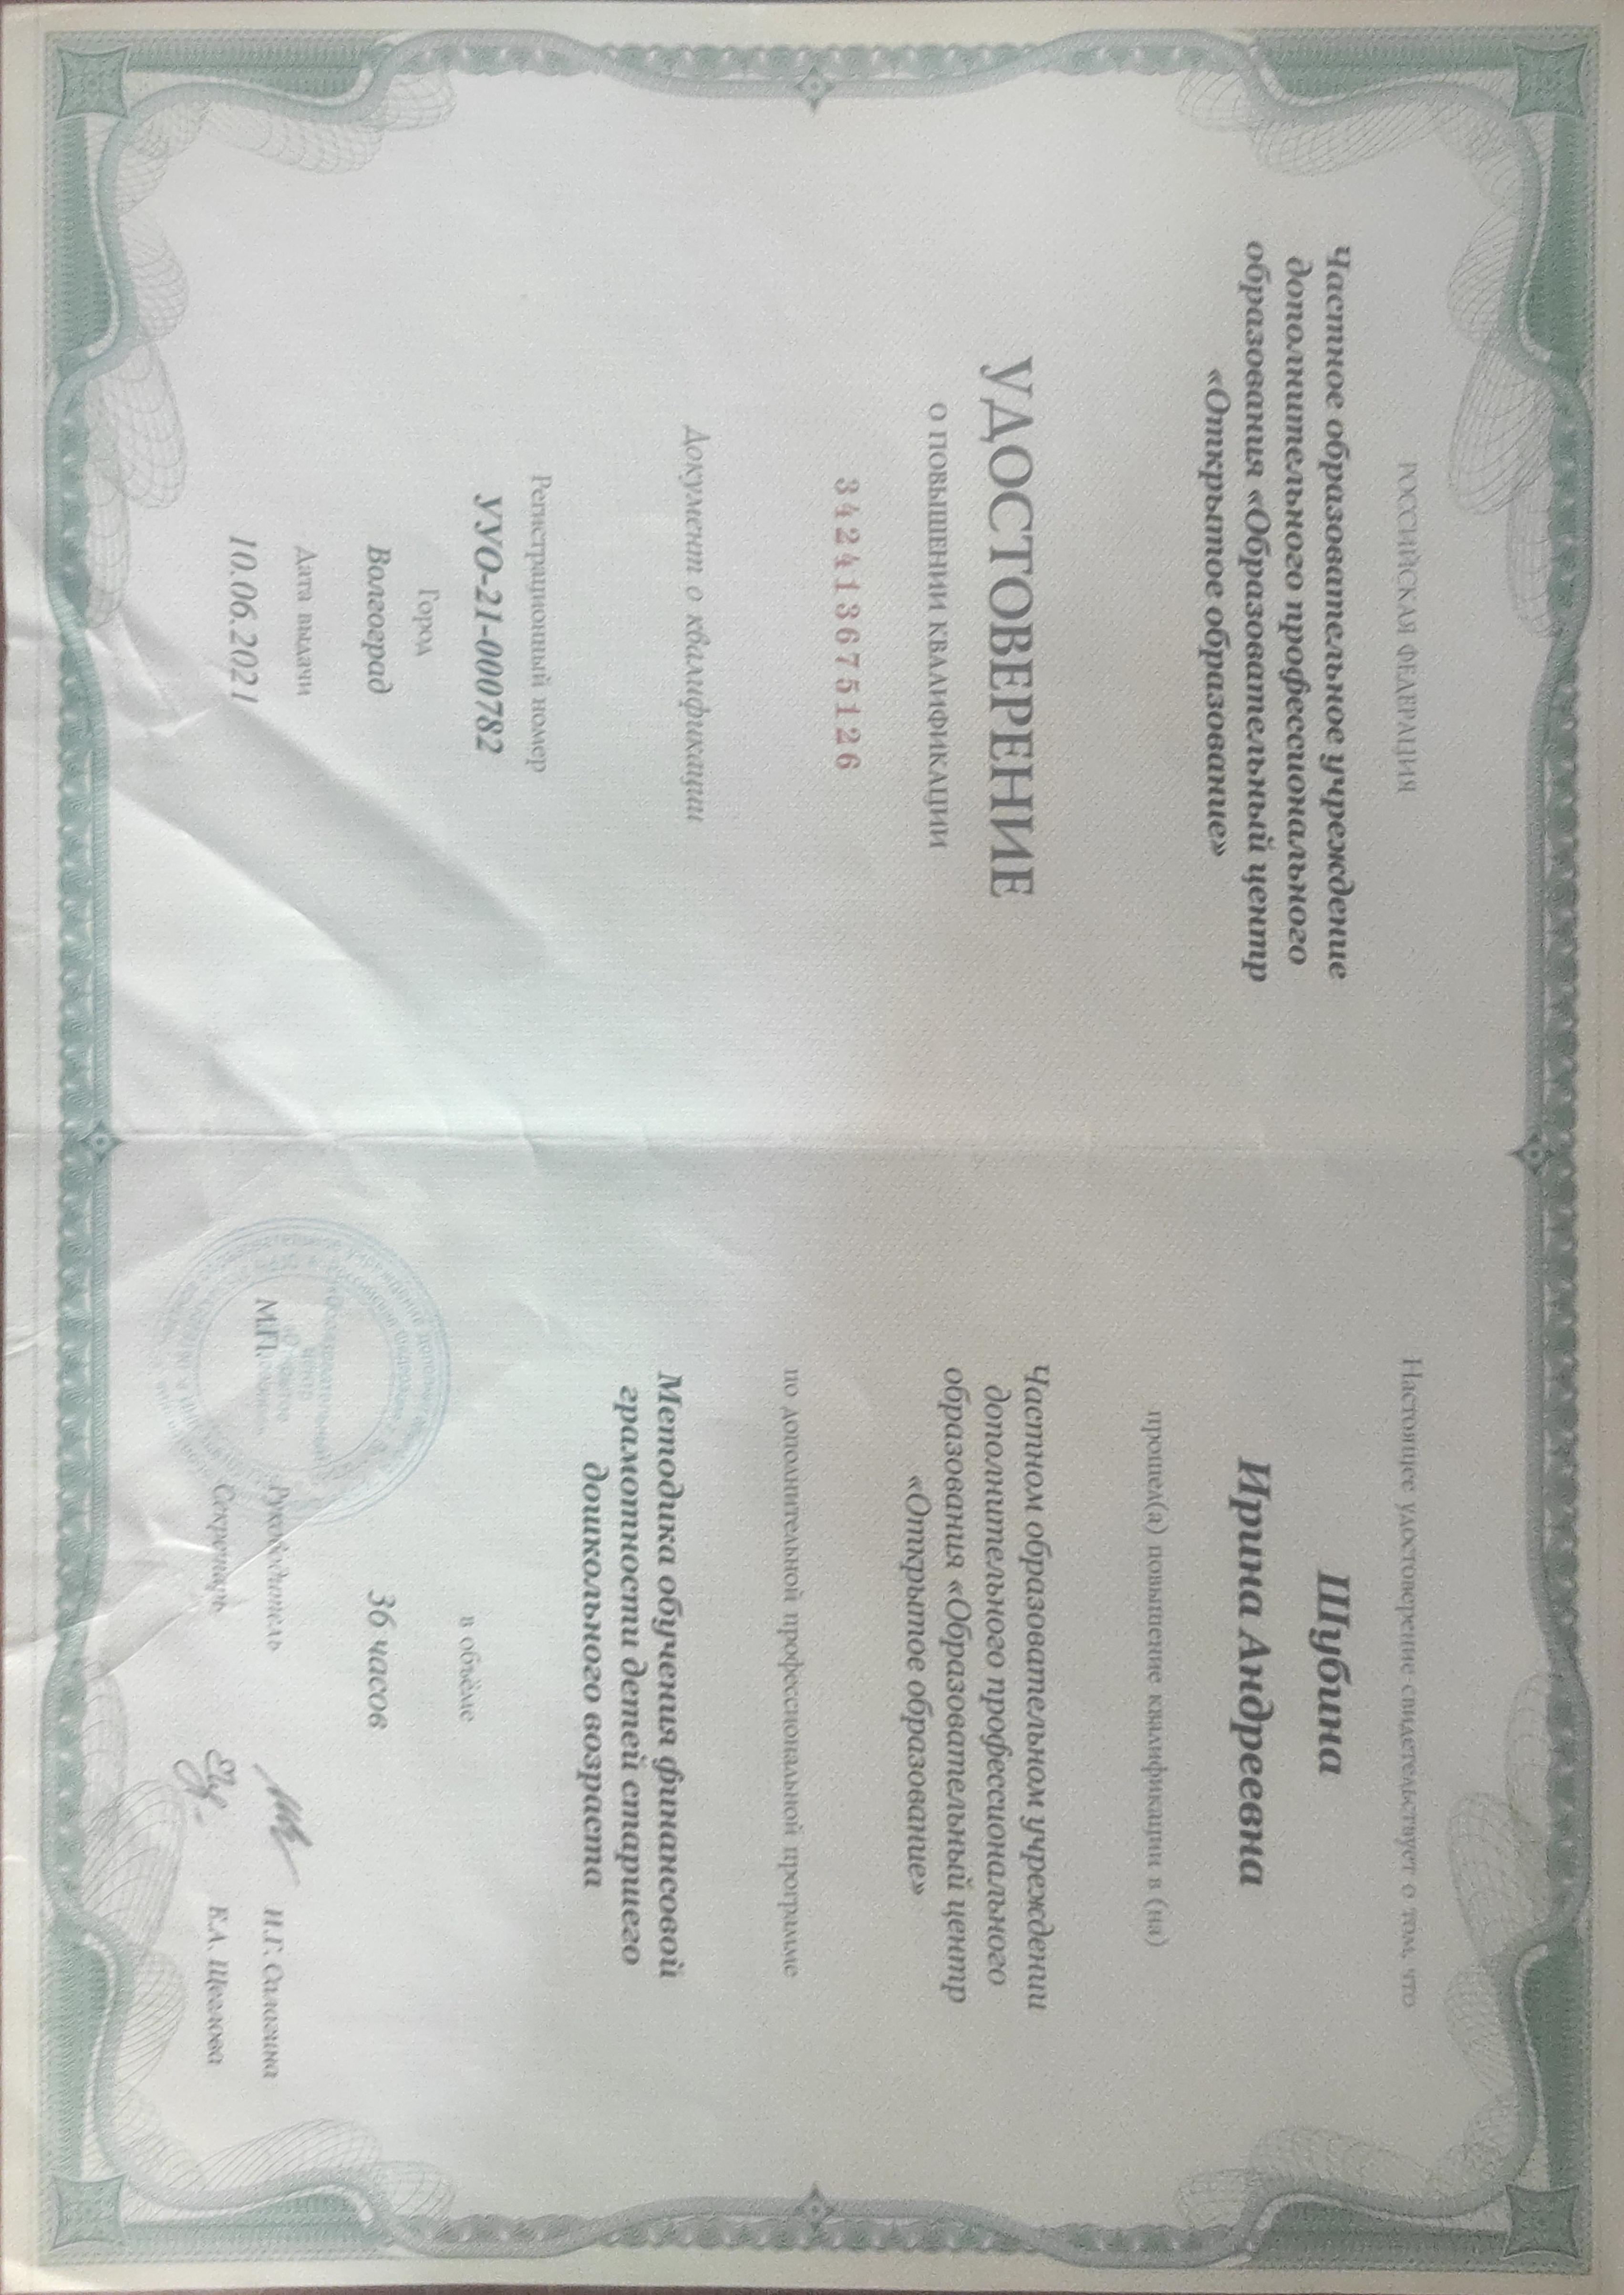 РОССИЙСКАЯ ФЕДЕРАЦИЯ
Частное образовательное учреждение
дополнительного профессионального
образования «Образовательный центр
«Открытое образование»
УДОСТОВЕРЕНИЕ
О ПОВЫШЕНИИ КВАЛИФИКАЦИИ
342413675126
Документ о квалификации
Регистрационный номер
УУО-21-000782
Город
Волгоград
Дата выдачи
10.06.2021
Настоящее удостоверение свидетельствует о том, что
Шубина
Ирина Андреевна
прошел(а) повышение квалификации в (на)
Частном образовательном учреждении
дополнительного профессионального
образования «Образовательный центр
«Открытое образование»
по дополнительной профессиональной программе
Методика обучения финансовой
грамотности детей старшего
дошкольного возраста
в объёме
36 часов
М.П.
Руководитель
И.Г. Салагина
Секретарь
К.А. Щеглова